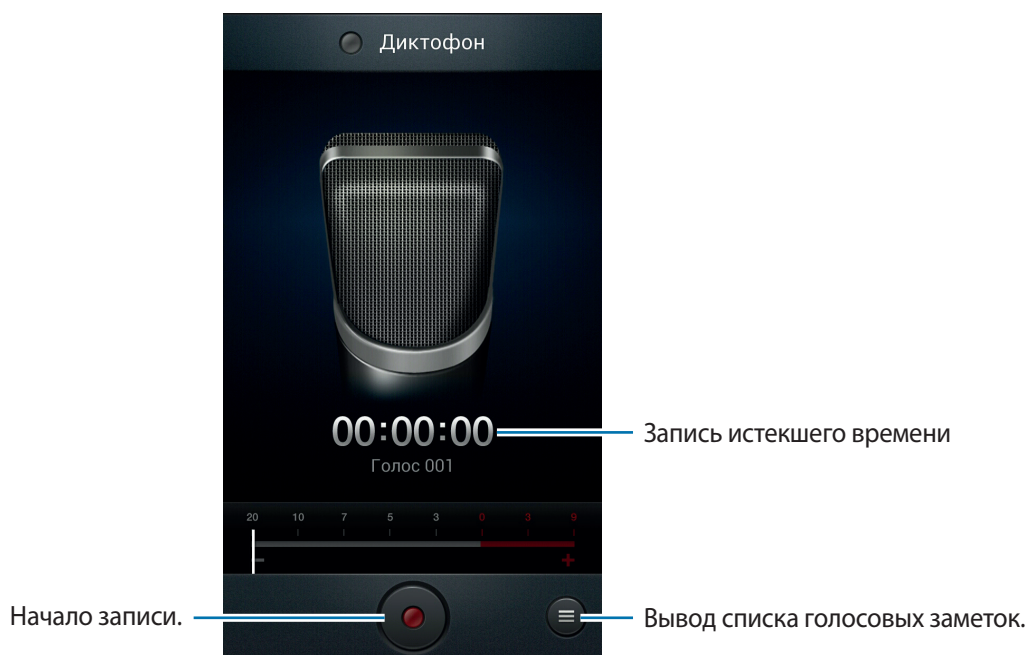 Диктофон
00:00:00
Запись истекшего времени
Голос 001
20 10 7 5 3 0 3 9
Начало записи.
Вывод списка голосовых заметок.